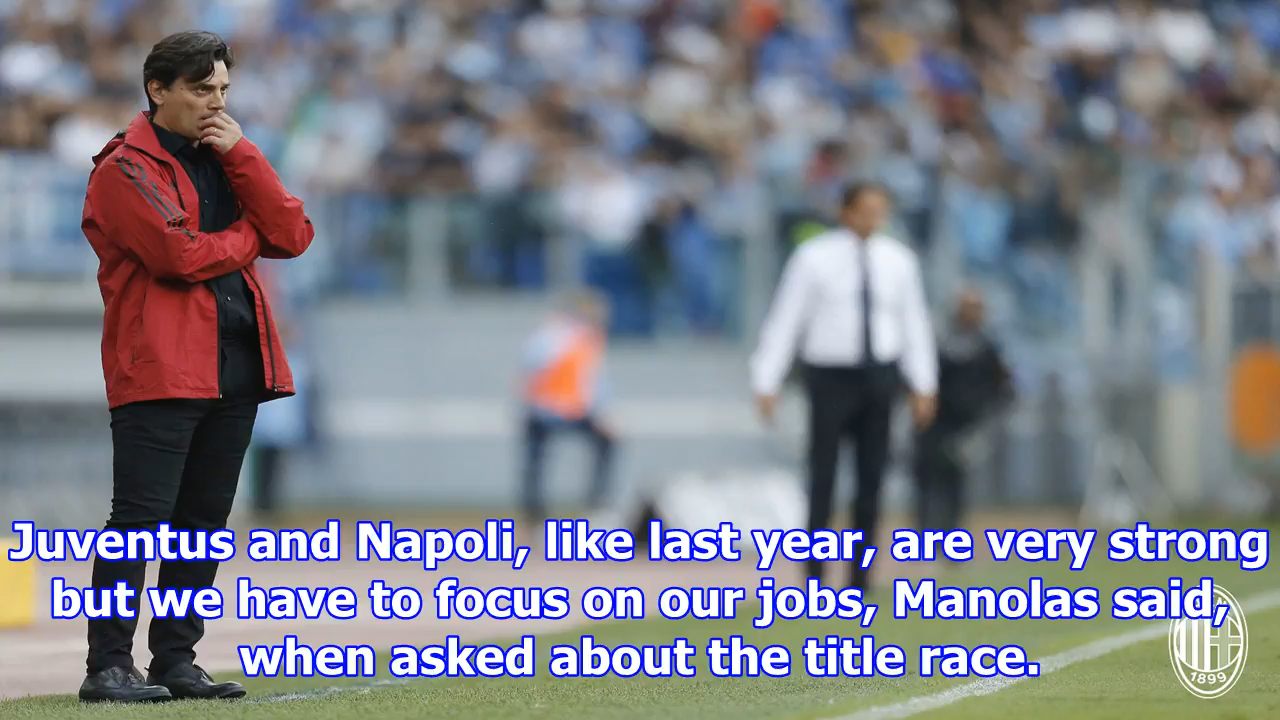 Juventus and Napoli, like last year, are very strong
but we have to focus on our jobs, Manolas said,
when asked about the title race.
1899